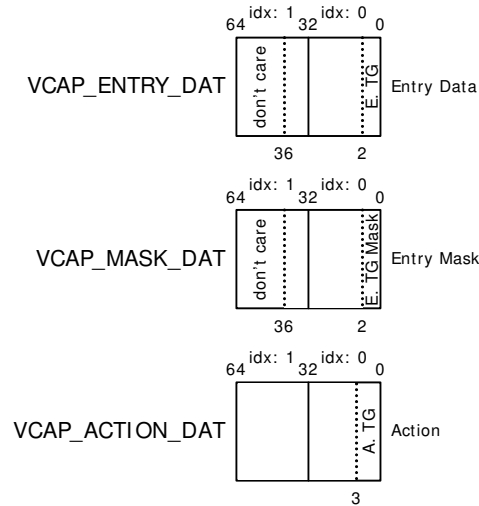 idx: 1 idx: 0
64 32 0
VCAP_ENTRY_DAT don't care E. TG Entry Data
36 2
idx: 1 idx: 0
64 32 0
VCAP_MASK_DAT don't care E. TG Mask Entry Mask
36 2
idx: 1 idx: 0
64 32 0
VCAP_ACTION_DAT A. TG Action
3